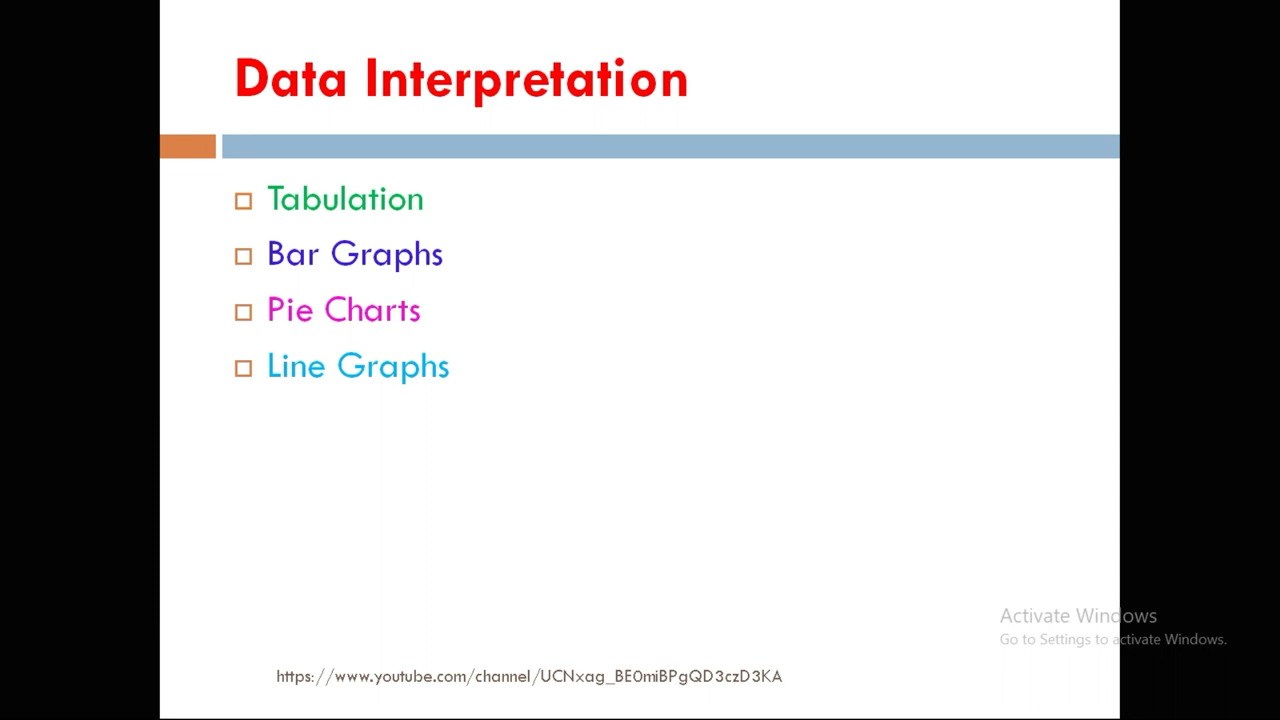 Data Interpretation
Tabulation
Bar Graphs
Pie Charts
Line Graphs
Activate Windows
Go to Settings to activate Windows.
https://www.youtube.com/channel/UCNxag_BE0miBPgQD3czD3KA